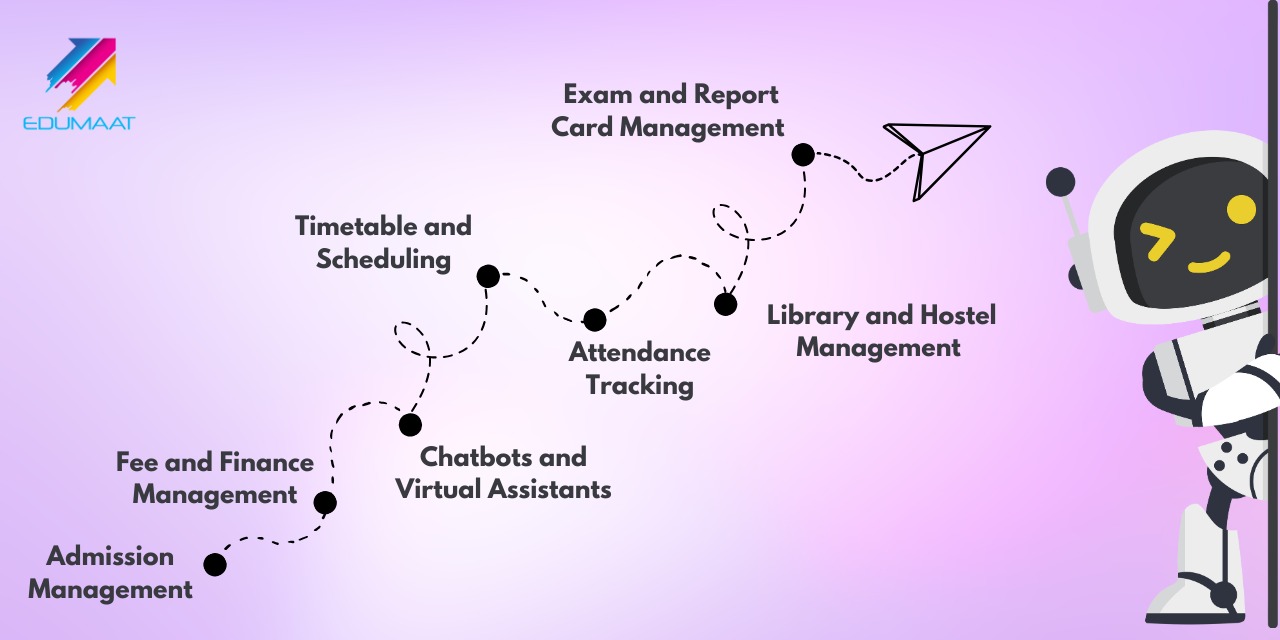 EDUMAAT
Exam and Report
Card Management
Timetable and
Scheduling
Library and Hostel
Management
Attendance
Tracking
Fee and Finance
Management
Chatbots and
Virtual Assistants
Admission
Management